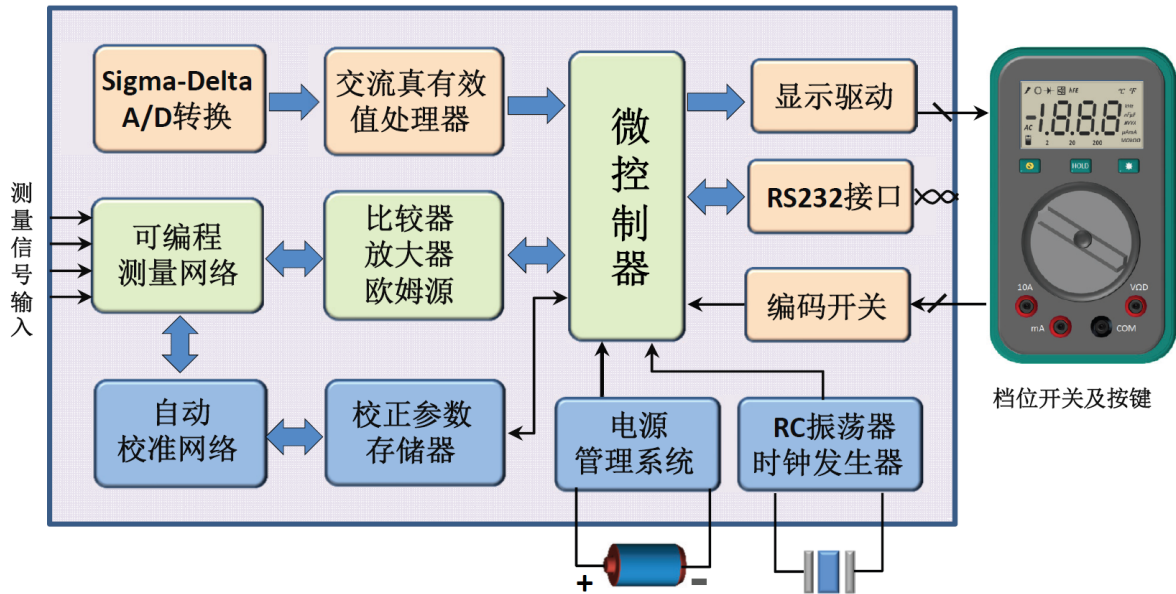 Sigma-Delta
A/D转换
交流真有效
值处理器
微控制器
显示驱动
RS232接口
编码开关
测量信号输入
可编程
测量网络
比较器
放大器
欧姆源
自动
校准网络
校正参数
存储器
电源
管理系统
RC振荡器
时钟发生器
+
-
AC
-1.8.8.8
°C °F
2 20 200
HOLD
10A
VΩD
mA
COM
档位开关及按键